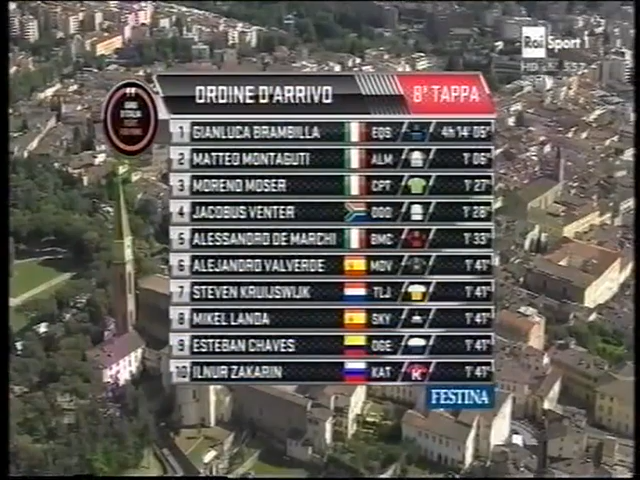 Rai Sport 1
ORDINE D'ARRIVO 8ª TAPPA
GIRO D'ITALIA
1 GIANLUCA BRAMBILLA EQS 4h 14' 05"
2 MATTEO MONTAGUTI ALM 1' 06"
3 MORENO MOSER CPT 1' 27"
4 JACOBUS VENTER DDD 1' 28"
5 ALESSANDRO DE MARCHI BMC 1' 33"
6 ALEJANDRO VALVERDE MOV 1' 41"
7 STEVEN KRUIJSWIJK TLJ 1' 41"
8 MIKEL LANDA SKY 1' 41"
9 ESTEBAN CHAVES OGE 1' 41"
10 ILNUR ZAKARIN KAT 1' 41"
FESTINA